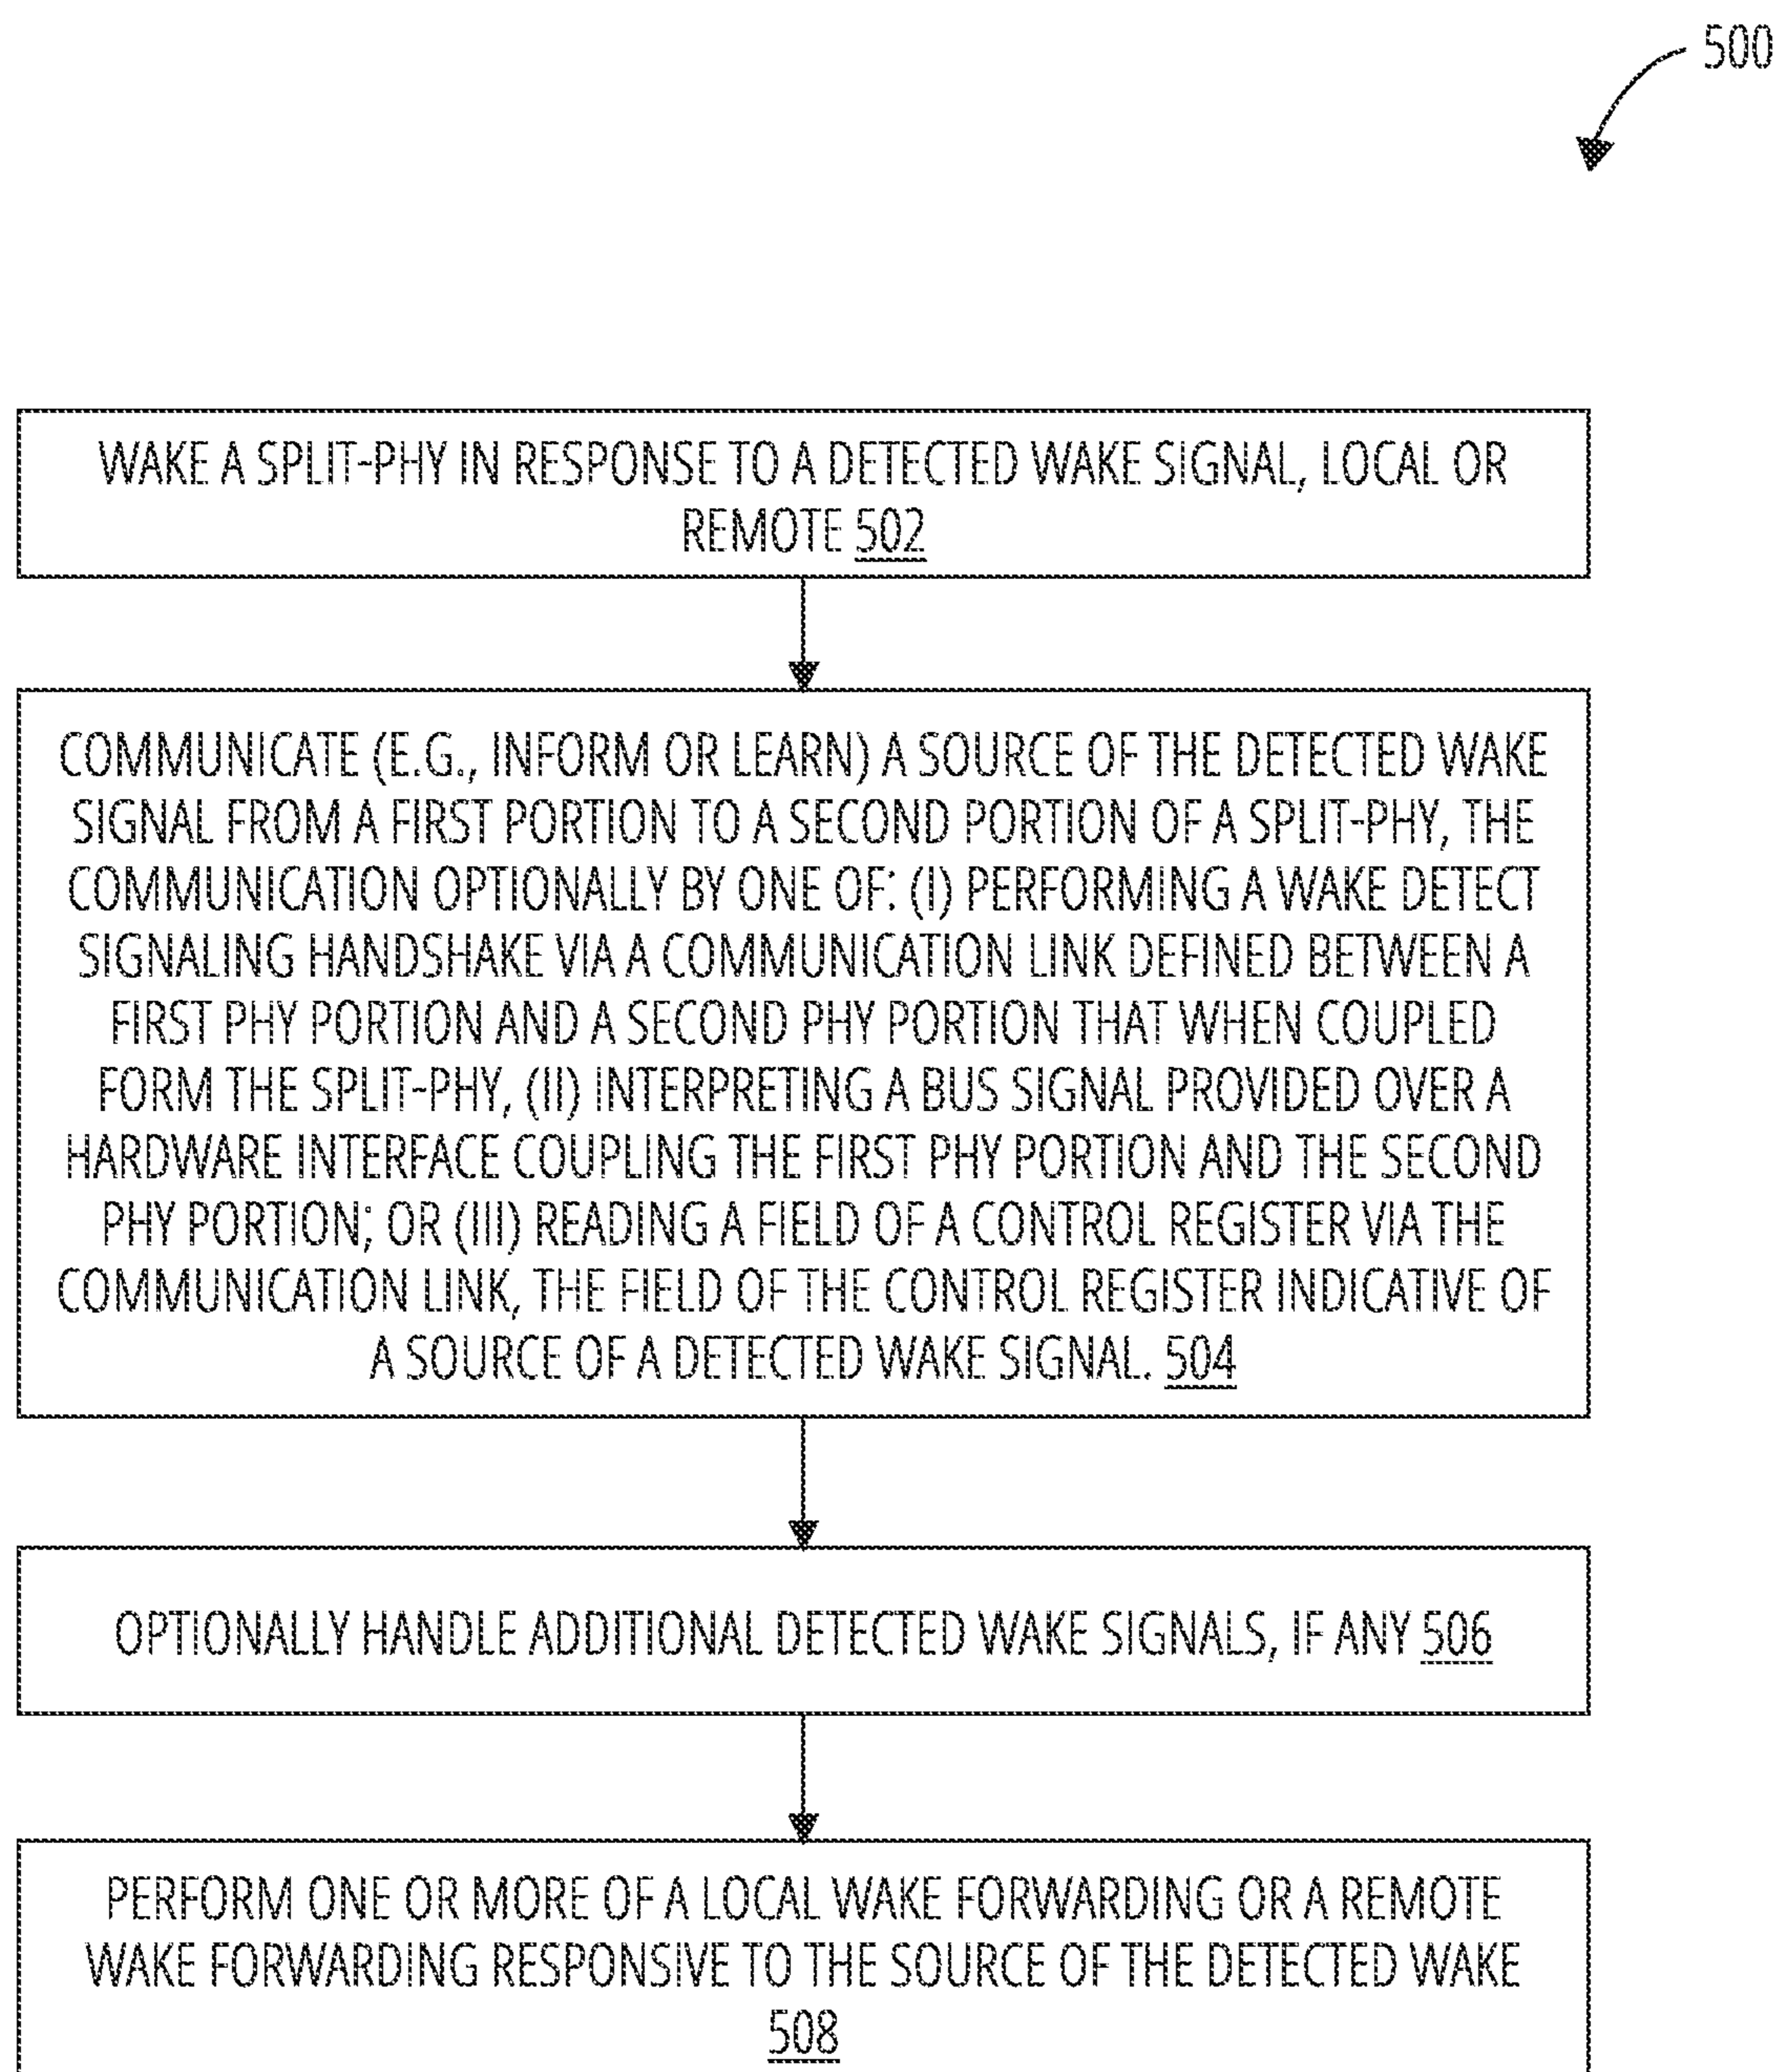 500
WAKE A SPLIT-PHY IN RESPONSE TO A DETECTED WAKE SIGNAL, LOCAL OR
REMOTE 502
COMMUNICATE (E.G., INFORM OR LEARN) A SOURCE OF THE DETECTED WAKE
SIGNAL FROM A FIRST PORTION TO A SECOND PORTION OF A SPLIT-PHY, THE
COMMUNICATION OPTIONALLY BY ONE OF: (I) PERFORMING A WAKE DETECT
SIGNALING HANDSHAKE VIA A COMMUNICATION LINK DEFINED BETWEEN A
FIRST PHY PORTION AND A SECOND PHY PORTION THAT WHEN COUPLED
FORM THE SPLIT-PHY, (II) INTERPRETING A BUS SIGNAL PROVIDED OVER A
HARDWARE INTERFACE COUPLING THE FIRST PHY PORTION AND THE SECOND
PHY PORTION; OR (III) READING A FIELD OF A CONTROL REGISTER VIA THE
COMMUNICATION LINK, THE FIELD OF THE CONTROL REGISTER INDICATIVE OF
A SOURCE OF A DETECTED WAKE SIGNAL. 504
OPTIONALLY HANDLE ADDITIONAL DETECTED WAKE SIGNALS, IF ANY 506
PERFORM ONE OR MORE OF A LOCAL WAKE FORWARDING OR A REMOTE
WAKE FORWARDING RESPONSIVE TO THE SOURCE OF THE DETECTED WAKE
508